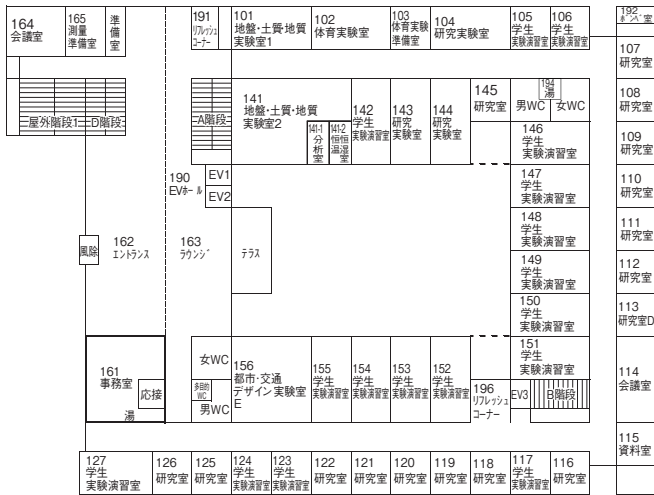 164
会議室
165
測量
準備室
準
備
室
191
ﾘﾌﾚｯｼｭ
ｺｰﾅｰ
101
地盤・土質・地質
実験室1
102
体育実験室
103
体育実験
準備室
104
研究実験室
105
学生
実験演習室
106
学生
実験演習室
192
ﾎﾞﾝﾍﾞ室
107
研究室
108
研究室
109
研究室
110
研究室
111
研究室
112
研究室
113
研究室D
114
会議室
115
資料室
屋外階段1
D階段
A階段
141
地盤・土質・地質
実験室2
141-1
分
析
室
141-2
恒恒
温湿
室
142
学生
実験演習室
143
研究
実験室
144
研究
実験室
145
研究室
194
湯
男WC
女WC
146
学生
実験演習室
147
学生
実験演習室
148
学生
実験演習室
149
学生
実験演習室
150
学生
実験演習室
151
学生
実験演習室
190
EVﾎｰﾙ
EV1
EV2
風除
162
ｴﾝﾄﾗﾝｽ
163
ﾗｳﾝｼﾞ
ﾃﾗｽ
161
事務室
応接
湯
女WC
多目的
WC
男WC
156
都市・交通
デザイン実験室
E
155
学生
実験演習室
154
学生
実験演習室
153
学生
実験演習室
152
学生
実験演習室
196
ﾘﾌﾚｯｼｭ
ｺｰﾅｰ
EV3
B階段
127
学生
実験演習室
126
研究室
125
研究室
124
学生
実験演習室
123
学生
実験演習室
122
研究室
121
研究室
120
研究室
119
研究室
118
研究室
117
学生
実験演習室
116
研究室